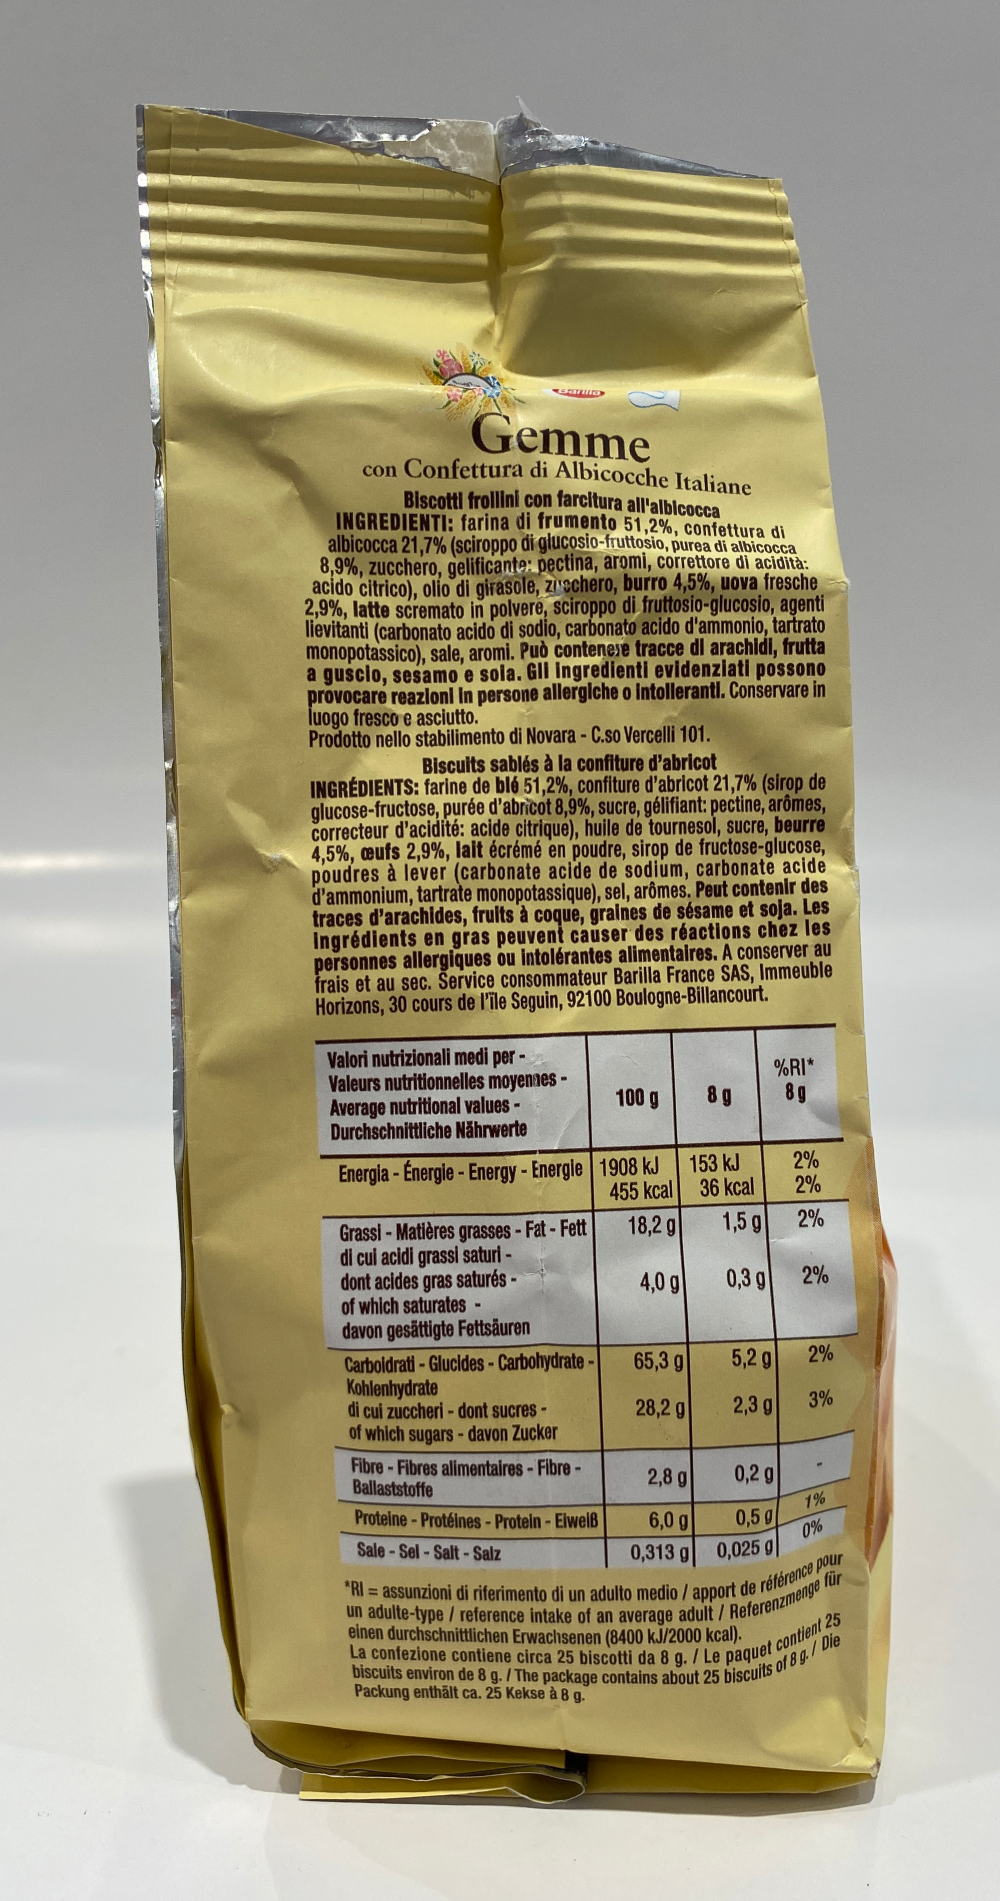 Barilla
Gemme
con Confettura di Albicocche Italiane
Biscotti frollini con farcitura all'albicocca
INGREDIENTI: farina di frumento 51,2%, confettura di
albicocca 21,7% (sciroppo di glucosio-fruttosio, purea di albicocca
8,9%, zucchero, gelificante: pectina, aromi, correttore di acidità:
acido citrico), olio di girasole, zucchero, burro 4,5%, uova fresche
2,9%, latte scremato in polvere, sciroppo di fruttosio-glucosio, agenti
lievitanti (carbonato acido di sodio, carbonato acido d'ammonio, tartrato
monopotassico), sale, aromi. Può contenere tracce di arachidi, frutta
a guscio, sesamo e soia. Gli ingredienti evidenziati possono
provocare reazioni in persone allergiche o intolleranti. Conservare in
luogo fresco e asciutto.
Prodotto nello stabilimento di Novara - C.so Vercelli 101.
Biscuits sablés à la confiture d'abricot
INGRÉDIENTS: farine de blé 51,2%, confiture d'abricot 21,7% (sirop de
glucose-fructose, purée d'abricot 8,9%, sucre, gélifiant: pectine, arômes,
correcteur d'acidité: acide citrique), huile de tournesol, sucre, beurre
4,5%, œufs 2,9%, lait écrémé en poudre, sirop de fructose-glucose,
poudres à lever (carbonate acide de sodium, carbonate acide
d'ammonium, tartrate monopotassique), sel, arômes. Peut contenir des
traces d'arachides, fruits à coque, graines de sésame et soja. Les
ingrédients en gras peuvent causer des réactions chez les
personnes allergiques ou intolérantes alimentaires. A conserver au
frais et au sec. Service consommateur Barilla France SAS, Immeuble
Horizons, 30 cours de l'île Seguin, 92100 Boulogne-Billancourt.
Valori nutrizionali medi per -
Valeurs nutritionnelles moyennes -
Average nutritional values -
Durchschnittliche Nährwerte
100 g
8 g
%RI*
8 g
Energia - Énergie - Energy - Energie 1908 kJ 153 kJ 2%
455 kcal 36 kcal 2%
Grassi - Matières grasses - Fat - Fett 18,2 g 1,5 g 2%
di cui acidi grassi saturi -
dont acides gras saturés - 4,0 g 0,3 g 2%
of which saturates -
davon gesättigte Fettsäuren
Carboidrati - Glucides - Carbohydrate - 65,3 g 5,2 g 2%
Kohlenhydrate
di cui zuccheri - dont sucres - 28,2 g 2,3 g 3%
of which sugars - davon Zucker
Fibre - Fibres alimentaires - Fibre - 2,8 g 0,2 g -
Ballaststoffe
Proteine - Protéines - Protein - Eiweiß 6,0 g 0,5 g 1%
Sale - Sel - Salt - Salz 0,313 g 0,025 g 0%
*RI = assunzioni di riferimento di un adulto medio / apport de référence pour
un adulte-type / reference intake of an average adult / Referenzmenge für
einen durchschnittlichen Erwachsenen (8400 kJ/2000 kcal).
La confezione contiene circa 25 biscotti da 8 g. / Le paquet contient 25
biscuits environ de 8 g. / The package contains about 25 biscuits of 8 g. / Die
Packung enthält ca. 25 Kekse à 8 g.